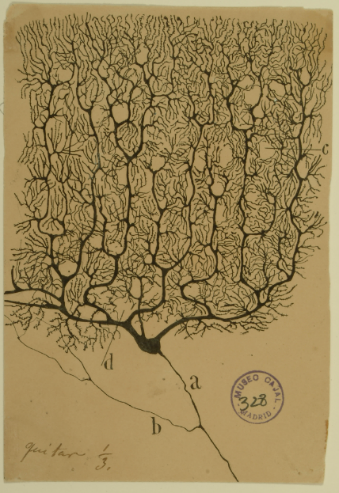 c
d
a
b
MUSEO CAJAL
328
MADRID
quitar 1/3.